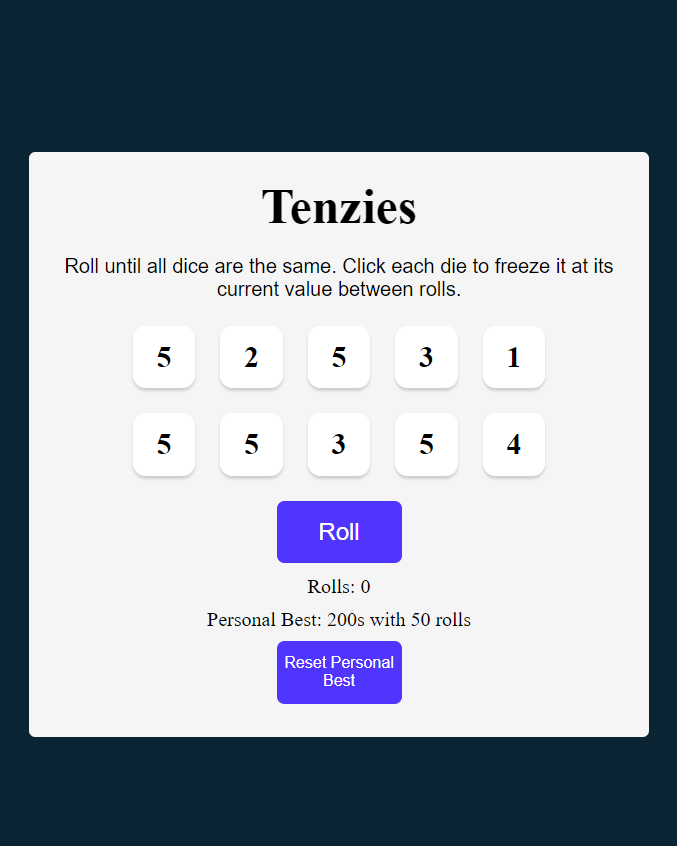 Tenzies
Roll until all dice are the same. Click each die to freeze it at its
current value between rolls.
5 2 5 3 1
5 5 3 5 4
Roll
Rolls: 0
Personal Best: 200s with 50 rolls
Reset Personal
Best